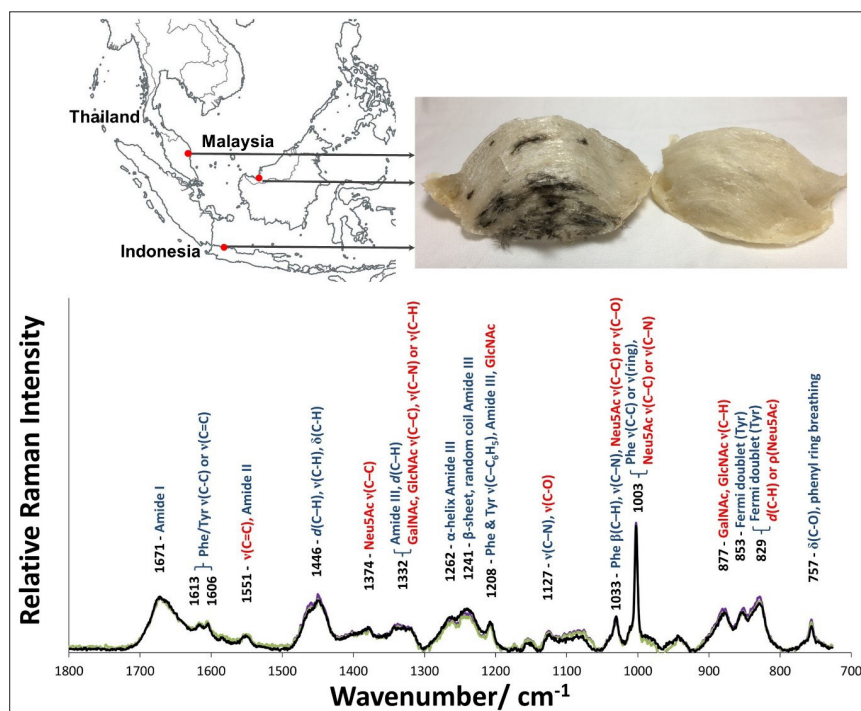 Thailand
Malaysia
Indonesia
Relative Raman Intensity
1671 - Amide I
1613
1606
Phe/Tyr ν(C-C) or ν(C=C)
1551 - ν(C=C), Amide II
1446 - d(C–H), ν(C-H), δ(C-H)
1374 - Neu5Ac ν(C–C)
1332
Amide III, d(C–H)
GalNAc, GlcNAc ν(C–C), ν(C–N) or ν(C–H)
1262 - α-helix Amide III
1241 - β-sheet, random coil Amide III
1208 - Phe & Tyr ν(C–C₆H₅), Amide III, GlcNAc
1127 - ν(C–N), ν(C-O)
1033 - Phe β(C–H), ν(C–N), Neu5Ac ν(C–C) or ν(C–O)
1003
Phe ν(C-C) or ν(ring),
Neu5Ac ν(C–C) or ν(C–N)
877 - GalNAc, GlcNAc ν(C–H)
853 - Fermi doublet (Tyr)
829
Fermi doublet (Tyr)
d(C-H) or ρ(Neu5Ac)
757 - δ(C-O), phenyl ring breathing
1800 1700 1600 1500 1400 1300 1200 1100 1000 900 800 700
Wavenumber/ cm⁻¹